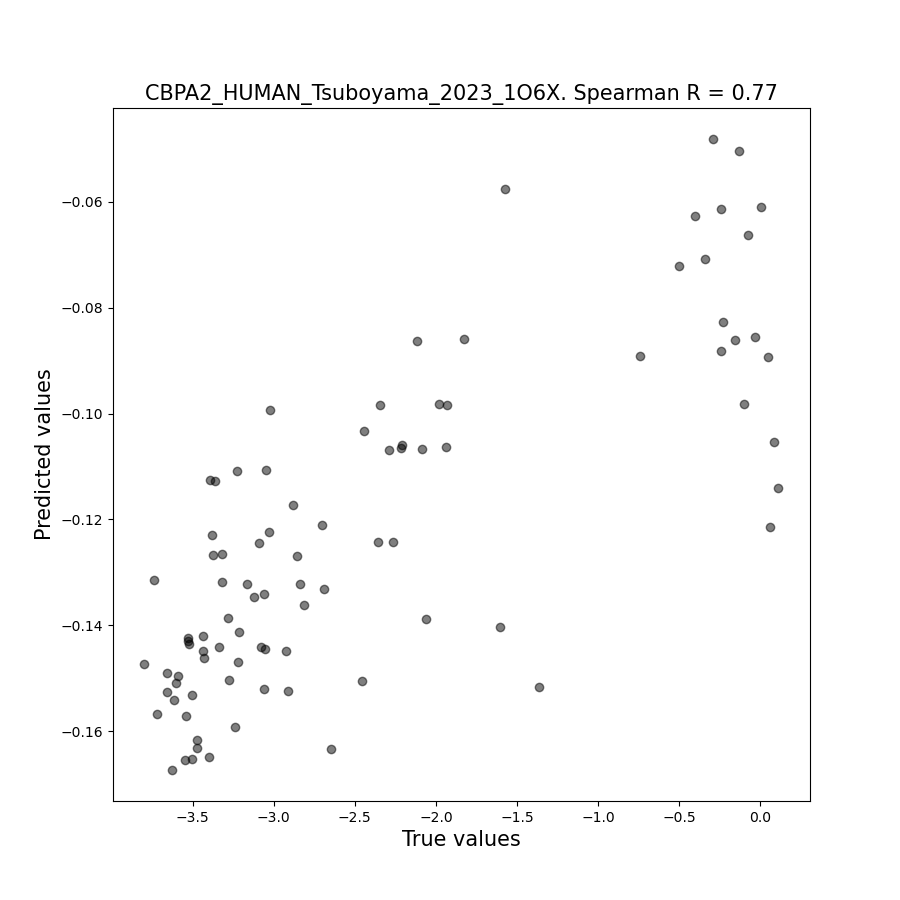 CBPA2_HUMAN_Tsuboyama_2023_1O6X. Spearman R = 0.77
Predicted values
−0.06
−0.08
−0.10
−0.12
−0.14
−0.16
−3.5 −3.0 −2.5 −2.0 −1.5 −1.0 −0.5 0.0
True values